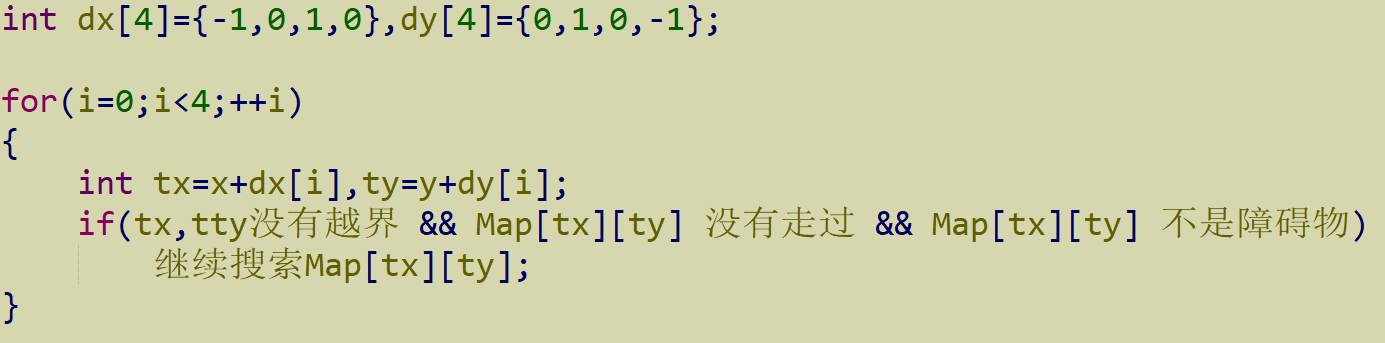 int dx[4]={-1,0,1,0},dy[4]={0,1,0,-1};
for(i=0;i<4;++i)
{
int tx=x+dx[i],ty=y+dy[i];
if(tx,tty没有越界 && Map[tx][ty] 没有走过 && Map[tx][ty] 不是障碍物)
继续搜索Map[tx][ty];
}